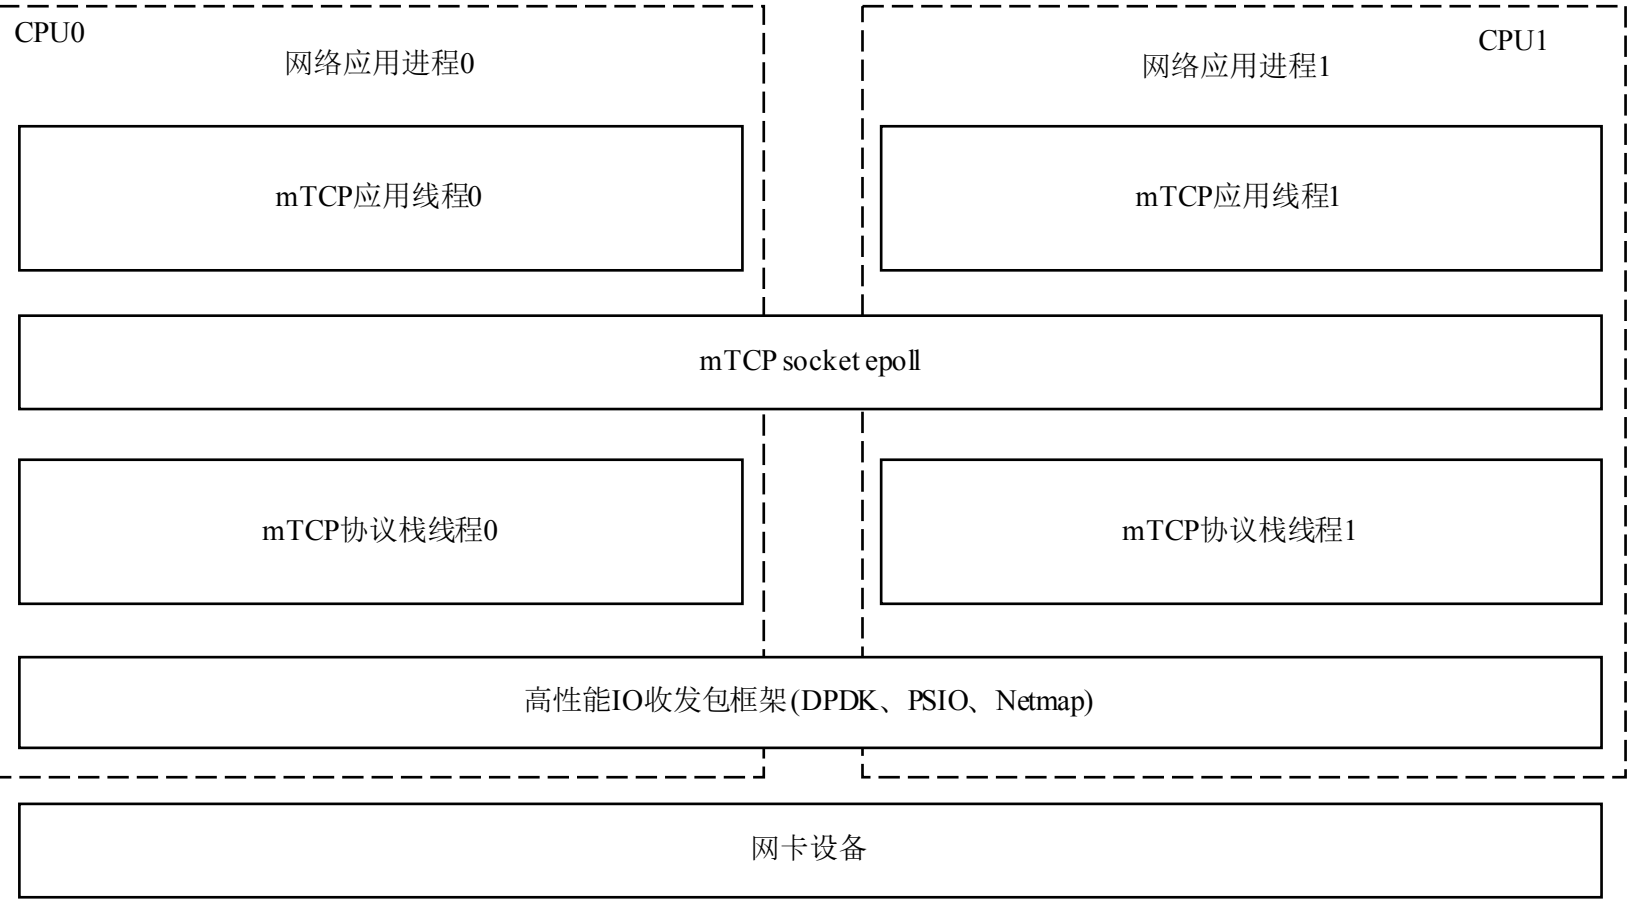 CPU0
网络应用进程0
网络应用进程1
CPU1
mTCP应用线程0
mTCP应用线程1
mTCP socket epoll
mTCP协议栈线程0
mTCP协议栈线程1
高性能IO收发包框架(DPDK、PSIO、Netmap)
网卡设备